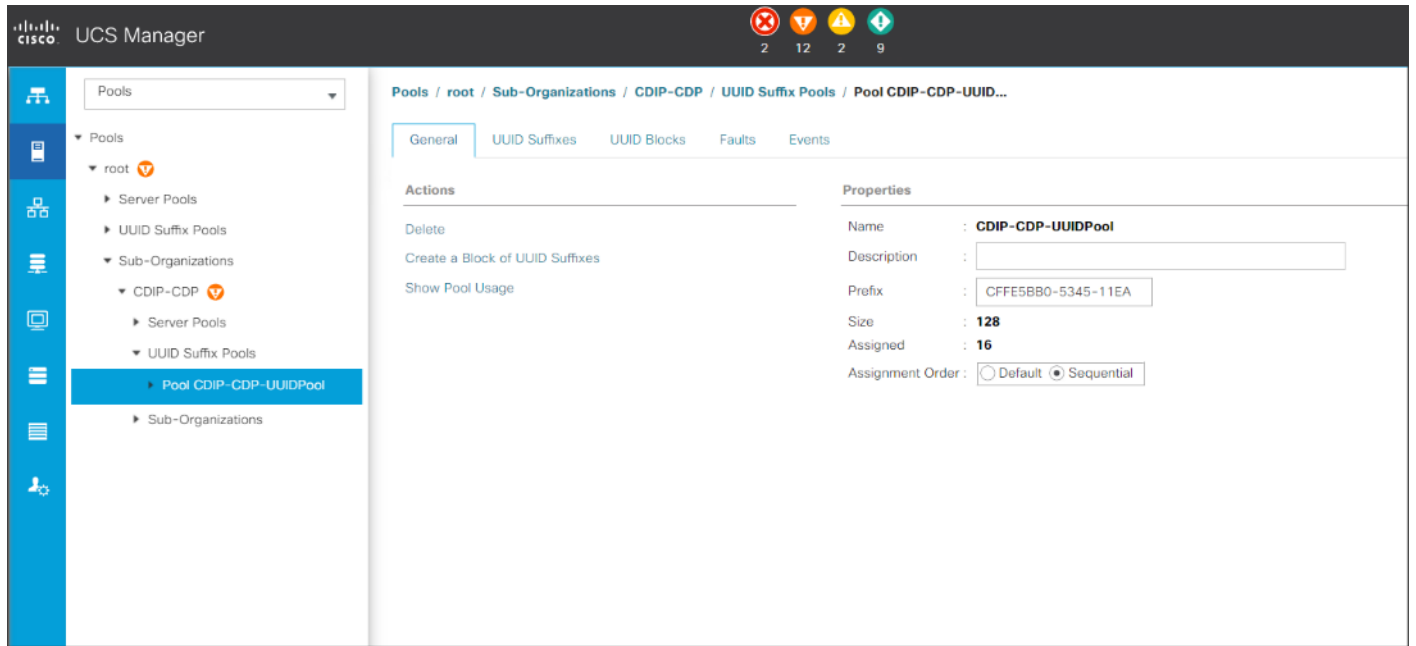 CISCO. UCS Manager
2 12 2 9
Pools
Pools
root
Server Pools
UUID Suffix Pools
Sub-Organizations
CDIP-CDP
Server Pools
UUID Suffix Pools
Pool CDIP-CDP-UUIDPool
Sub-Organizations
Pools / root / Sub-Organizations / CDIP-CDP / UUID Suffix Pools / Pool CDIP-CDP-UUID...
General UUID Suffixes UUID Blocks Faults Events
Actions
Delete
Create a Block of UUID Suffixes
Show Pool Usage
Properties
Name : CDIP-CDP-UUIDPool
Description :
Prefix : CFFE5BB0-5345-11EA
Size : 128
Assigned : 16
Assignment Order : Default Sequential